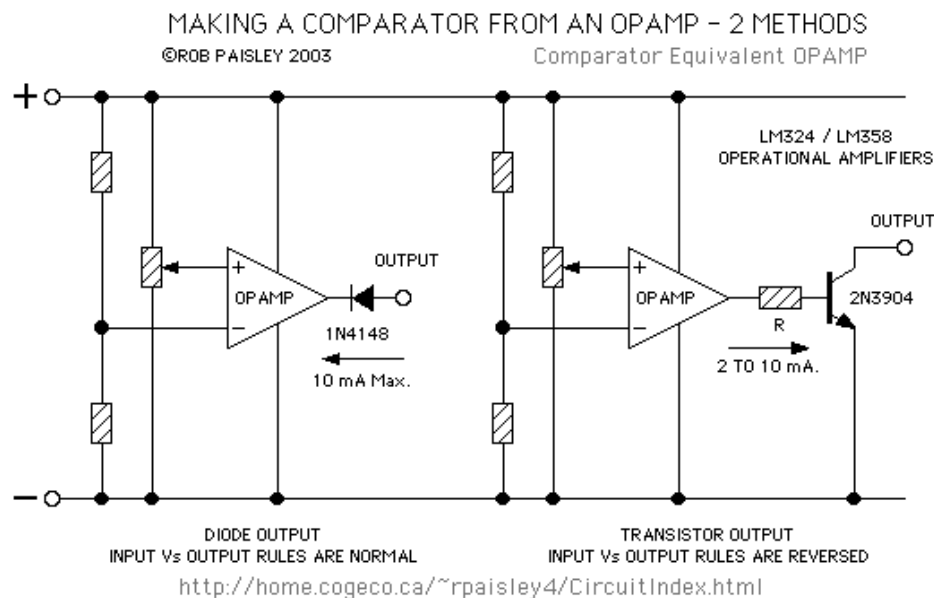 MAKING A COMPARATOR FROM AN OPAMP - 2 METHODS
©ROB PAISLEY 2003
Comparator Equivalent OPAMP
+
LM324 / LM358
OPERATIONAL AMPLIFIERS
OUTPUT
+
OPAMP
−
OUTPUT
1N4148
10 mA Max.
+
OPAMP
−
R
2 TO 10 mA.
2N3904
−
DIODE OUTPUT
INPUT Vs OUTPUT RULES ARE NORMAL
TRANSISTOR OUTPUT
INPUT Vs OUTPUT RULES ARE REVERSED
http://home.cogeco.ca/~rpaisley4/CircuitIndex.html